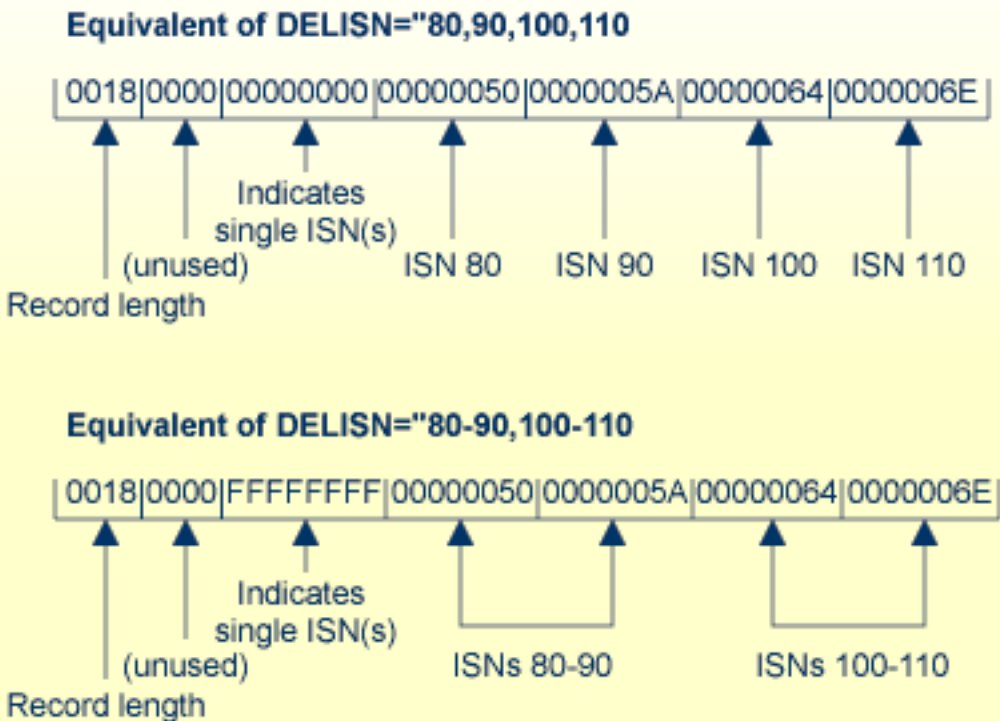 Equivalent of DELISN="80,90,100,110
0018|0000|00000000|00000050|0000005A|00000064|0000006E
Indicates
single ISN(s)
(unused)
ISN 80
ISN 90
ISN 100
ISN 110
Record length
Equivalent of DELISN="80-90,100-110
0018|0000|FFFFFFFF|00000050|0000005A|00000064|0000006E
Indicates
single ISN(s)
(unused)
ISNs 80-90
ISNs 100-110
Record length